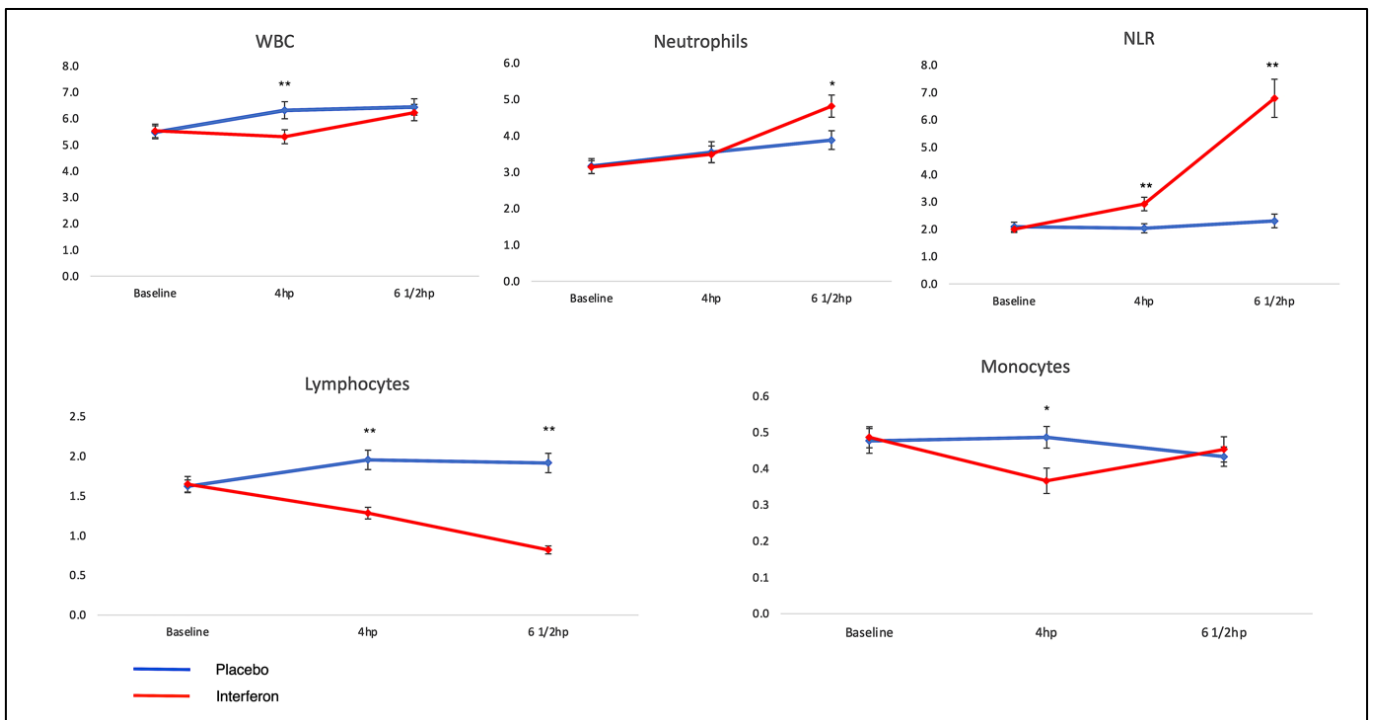 WBC
8.0
7.0
6.0
5.0
4.0
3.0
2.0
1.0
0.0
**
Baseline
4hp
6 1/2hp
Neutrophils
6.0
5.0
4.0
3.0
2.0
1.0
0.0
*
Baseline
4hp
6 1/2hp
NLR
8.0
7.0
6.0
5.0
4.0
3.0
2.0
1.0
0.0
**
**
Baseline
4hp
6 1/2hp
Lymphocytes
2.5
2.0
1.5
1.0
0.5
0.0
**
**
Baseline
4hp
6 1/2hp
Monocytes
0.6
0.5
0.4
0.3
0.2
0.1
0.0
*
Baseline
4hp
6 1/2hp
Placebo
Interferon